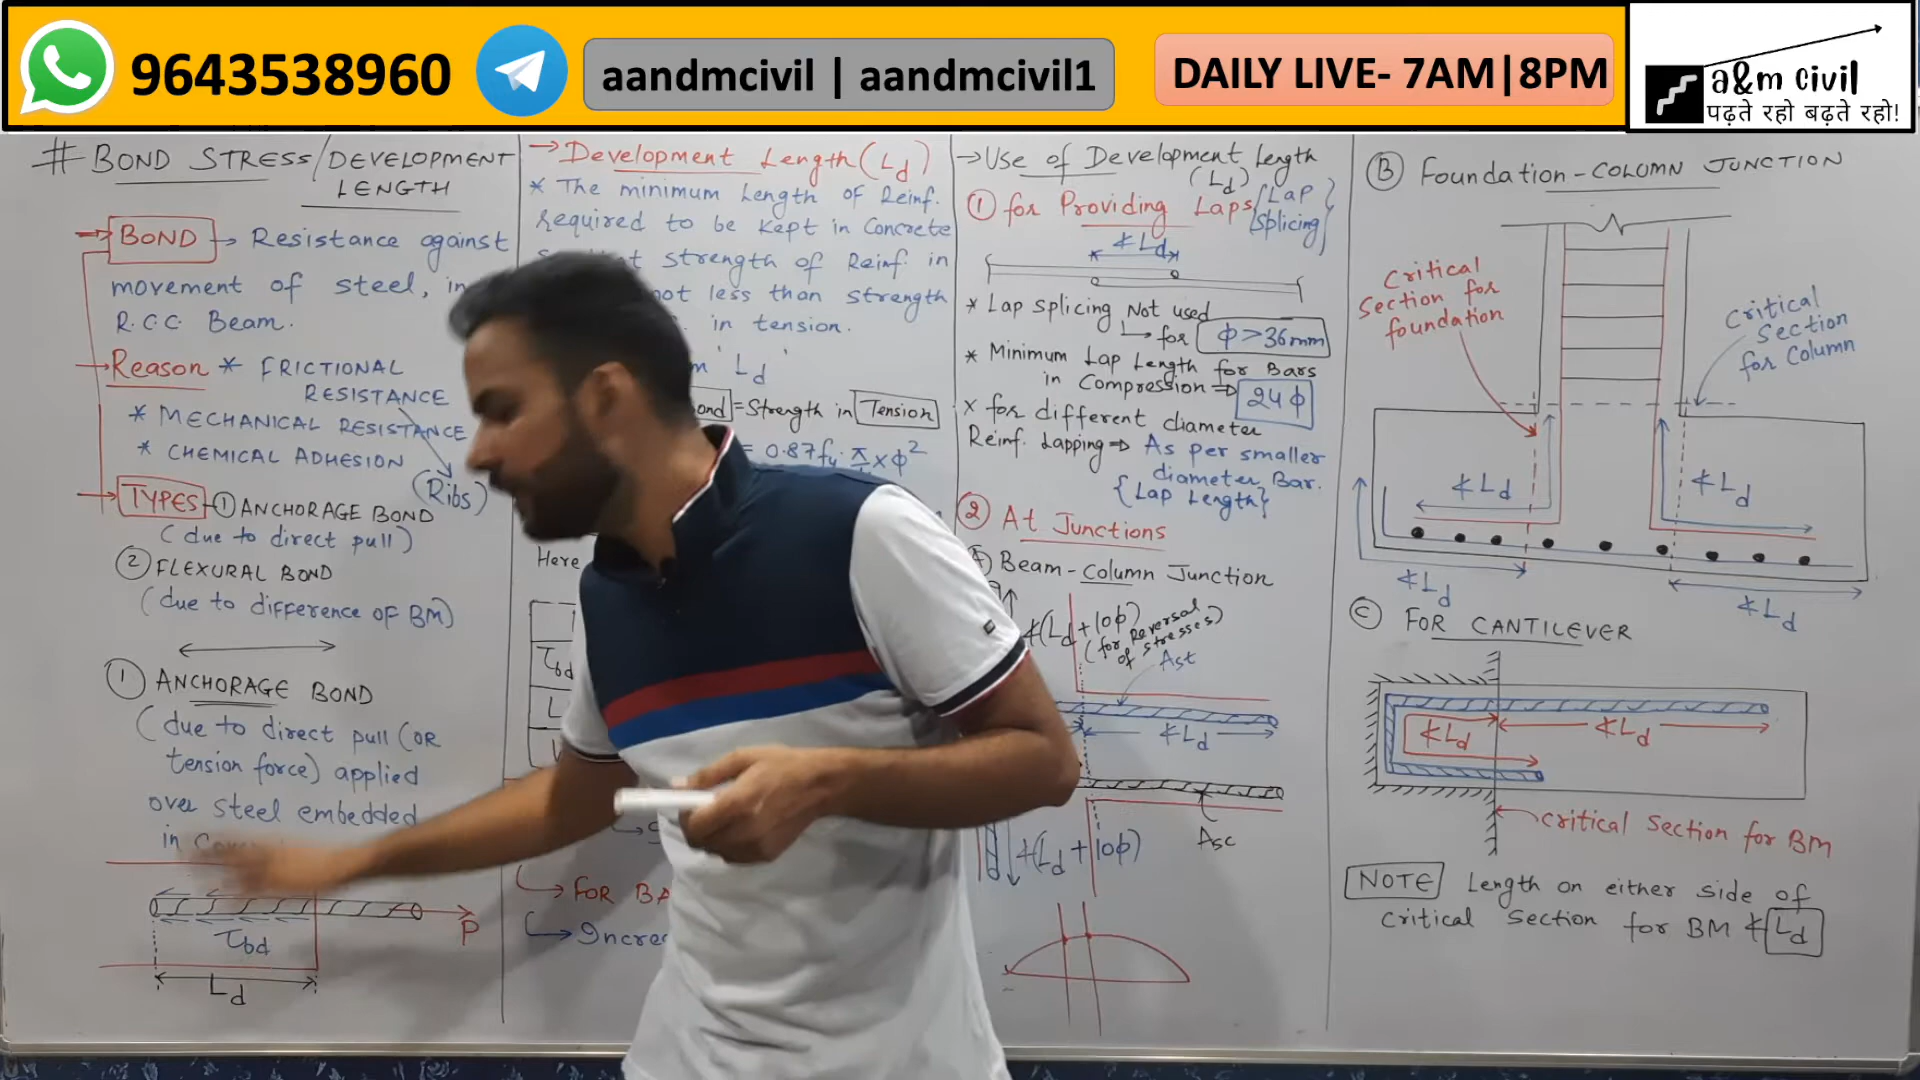 9643538960
aandmcivil | aandmcivil1
DAILY LIVE- 7AM|8PM
a&m civil
पढ़ते रहो बढ़ते रहो!
# BOND STRESS/DEVELOPMENT
LENGTH
BOND → Resistance against
movement of steel, in
R.C.C. Beam.
Reason * FRICTIONAL
RESISTANCE
* MECHANICAL RESISTANCE
* CHEMICAL ADHESION
(Ribs)
TYPES ① ANCHORAGE BOND
(due to direct pull)
② FLEXURAL BOND
(due to difference of BM)
① ANCHORAGE BOND
(due to direct pull (OR
tension force) applied
over steel embedded
in
P
τbd
Ld
→ Development Length (Ld)
* The minimum Length of Reinf.
required to be kept in Concrete
strength of Reinf. in
not less than strength
in tension.
'Ld'
= Strength in Tension
= 0.87fy π × φ²
Here
τbd
→ FOR
→ Incre
→ Use of Development Length
(Ld)
① for Providing Laps {Lap
Splicing}
≮ Ld
* Lap splicing Not used
→ for φ > 36mm
* Minimum Lap Length for Bars
in Compression ⇒ 24φ
x for different diameter
Reinf. Lapping ⇒ As per smaller
diameter Bar.
{Lap Length}
② At Junctions
Beam - Column Junction
≮(Ld + 10φ)
(for Reversal
of stresses)
Ast
≮ Ld
Asc
≮(Ld + 10φ)
Ⓑ Foundation - COLUMN JUNCTION
Critical
section for
foundation
Critical
section
for Column
≮ Ld
≮ Ld
≮ Ld
≮ Ld
Ⓒ FOR CANTILEVER
≮ Ld
≮ Ld
critical Section for BM
NOTE Length on either side of
critical section for BM ≮ Ld